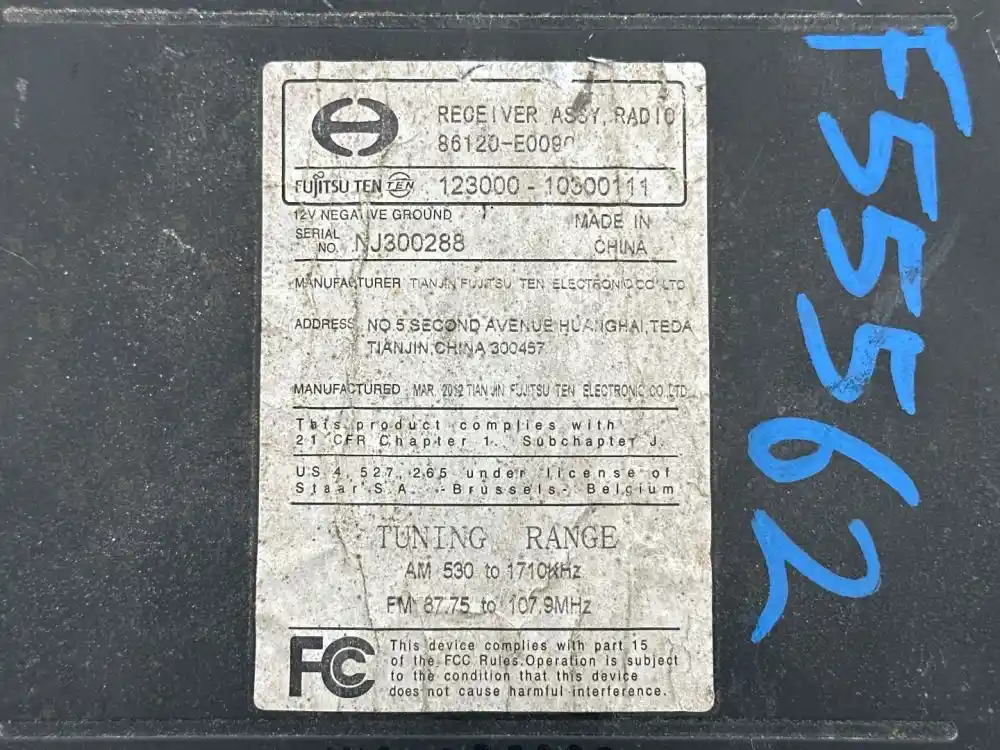 RECEIVER ASSY, RADIO
86120-E0090
FUJITSU TEN TEN 123000 - 10300111
12V NEGATIVE GROUND
MADE IN
CHINA
SERIAL
NO. NJ300288
MANUFACTURER TIANJIN FUJITSU TEN ELECTRONIC CO LTD
ADDRESS NO.5 SECOND AVENUE HUANGHAI, TEDA
TIANJIN, CHINA 300457
MANUFACTURED : MAR, 2012 TIANJIN FUJITSU TEN ELECTRONIC CO.LTD
This product complies with
21 CFR Chapter 1. Subchapter J.
US 4, 527, 265 under license of
Staar S.A. - Brussels- Belgium
TUNING RANGE
AM 530 to 1710KHz
FM 87.75 to 107.9MHz
FC This device complies with part 15
of the FCC Rules. Operation is subject
to the condition that this device
does not cause harmful interference.
F55562